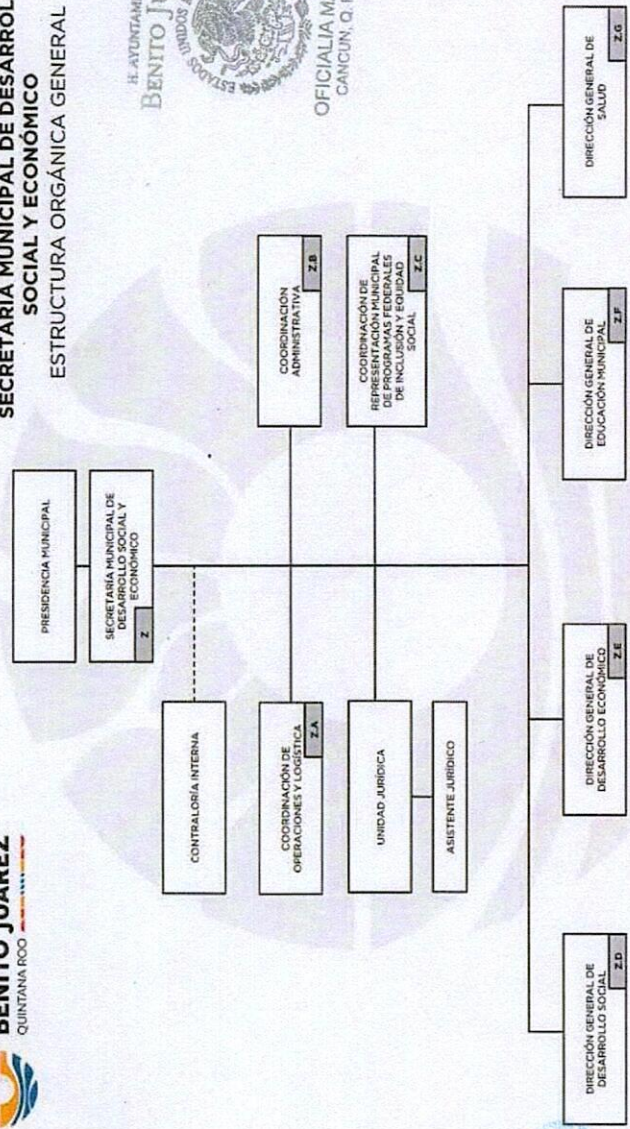 BENITO JUÁREZ
QUINTANA ROO
SOCIAL Y ECONÓMICO
ESTRUCTURA ORGÁNICA GENERAL
SECRETARÍA MUNICIPAL DE
H. AYUNTAM
BENITO
ESTADOS UNIDOS
OFICIALIA
CANCUN, Q.
PRESIDENCIA MUNICIPAL
SECRETARÍA MUNICIPAL DE
DESARROLLO SOCIAL Y
ECONÓMICO
Z
CONTRALORÍA INTERNA
COORDINACIÓN DE
OPERACIONES Y LOGÍSTICA
Z.A
COORDINACIÓN
ADMINISTRATIVA
Z.B
UNIDAD JURÍDICA
ASISTENTE JURÍDICO
COORDINACIÓN DE
REPRESENTACIÓN MUNICIPAL
DE PROGRAMAS FEDERALES
DE INCLUSIÓN Y EQUIDAD
SOCIAL
Z.C
DIRECCIÓN GENERAL DE
DESARROLLO SOCIAL
Z.D
DIRECCIÓN GENERAL DE
DESARROLLO ECONÓMICO
Z.E
DIRECCIÓN GENERAL DE
EDUCACIÓN MUNICIPAL
Z.F
DIRECCIÓN GENERAL DE
SALUD
Z.G